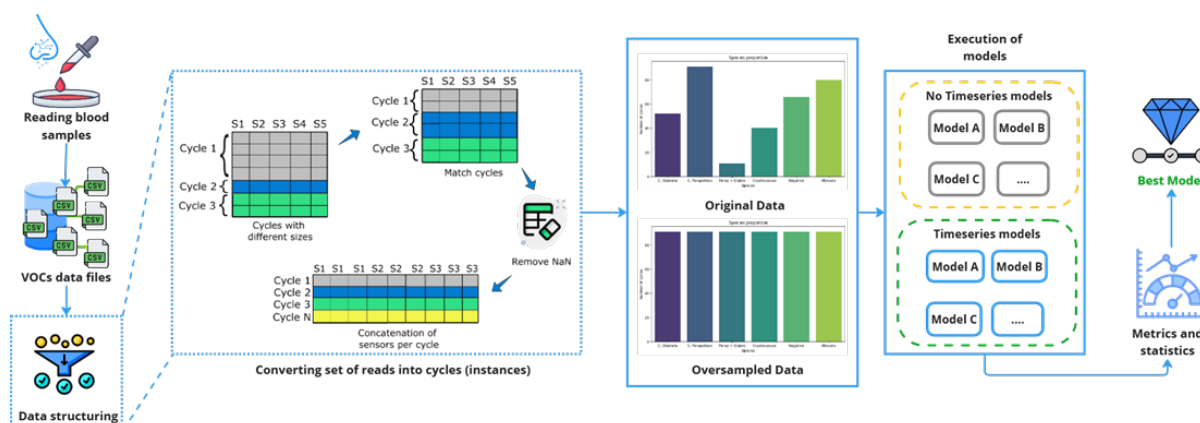 Reading blood
samples
CSV
CSV
CSV
CSV
VOCs data files
Data structuring
S1 S2 S3 S4 S5
Cycle 1
Cycle 2
Cycle 3
Cycles with
different sizes
S1 S2 S3 S4 S5
Cycle 1
Cycle 2
Cycle 3
Match cycles
Remove NaN
S1 S1 S1 S2 S2 S2 S3 S3 S3
Cycle 1
Cycle 2
Cycle 3
Cycle N
Concatenation of
sensors per cycle
Converting set of reads into cycles (instances)
Species proportion
Original Data
Species proportion
Oversampled Data
Execution of
models
No Timeseries models
Model A
Model B
Model C
....
Timeseries models
Model A
Model B
Model C
....
Best Mode
Metrics and
statistics